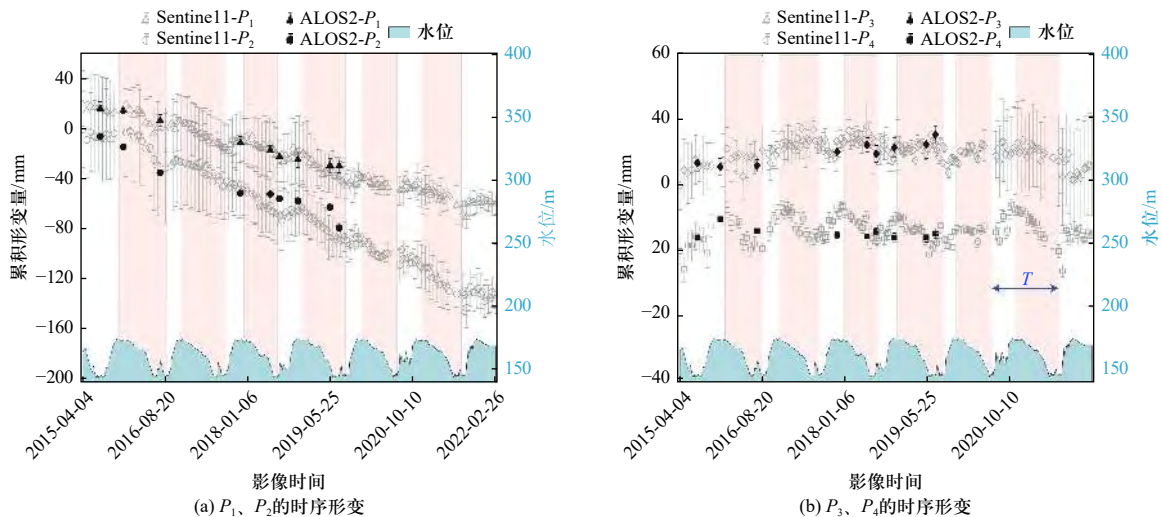 Sentine11-P₁ ALOS2-P₁
Sentine11-P₂ ALOS2-P₂ 水位
累积形变量/mm
40
0
−40
−80
−120
−160
−200
400
350
300
250
200
150
水位/m
2015-04-04 2016-08-20 2018-01-06 2019-05-25 2020-10-10 2022-02-26
影像时间
(a) P₁、P₂的时序形变
Sentine11-P₃ ALOS2-P₃
Sentine11-P₄ ALOS2-P₄ 水位
累积形变量/mm
60
40
0
20
−20
−40
T
400
350
300
250
200
150
水位/m
2015-04-04 2016-08-20 2018-01-06 2019-05-25 2020-10-10
影像时间
(b) P₃、P₄的时序形变